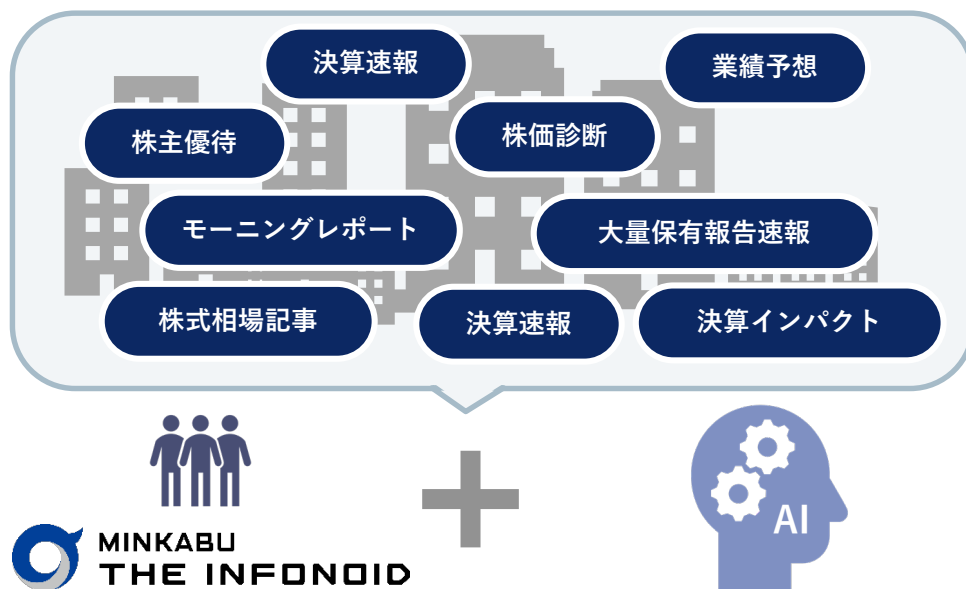 決算速報
業績予想
株主優待
株価診断
モーニングレポート
大量保有報告速報
株式相場記事
決算速報
決算インパクト
AI
MINKABU
THE INFONOID